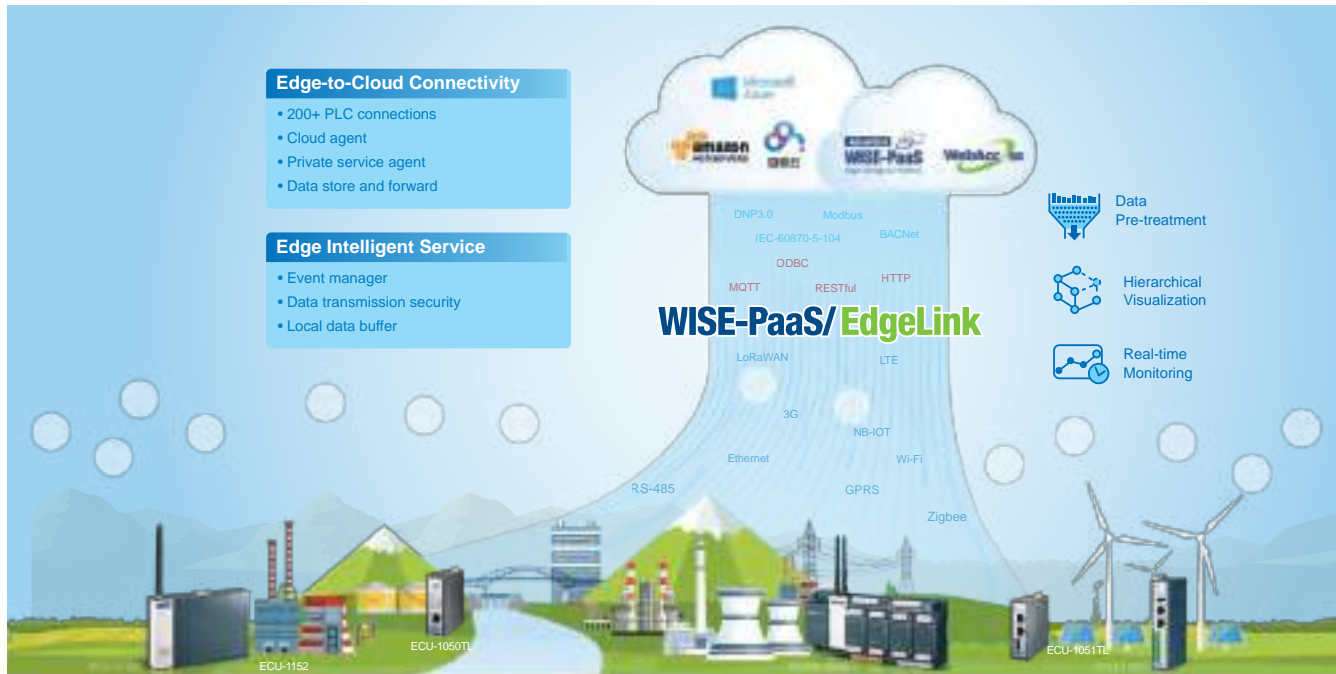 Edge-to-Cloud Connectivity
• 200+ PLC connections
• Cloud agent
• Private service agent
• Data store and forward
Edge Intelligent Service
• Event manager
• Data transmission security
• Local data buffer
Microsoft
Azure
amazon
webservices
WISE-PaaS
WebAcc
DNP3.0
Modbus
IEC-60870-5-104
BACNet
ODBC
HTTP
MQTT
RESTful
WISE-PaaS/EdgeLink
LoRaWAN
LTE
3G
NB-IOT
Ethernet
Wi-Fi
RS-485
GPRS
Zigbee
Data
Pre-treatment
Hierarchical
Visualization
Real-time
Monitoring
ECU-1152
ECU-1050TL
ECU-1051TL